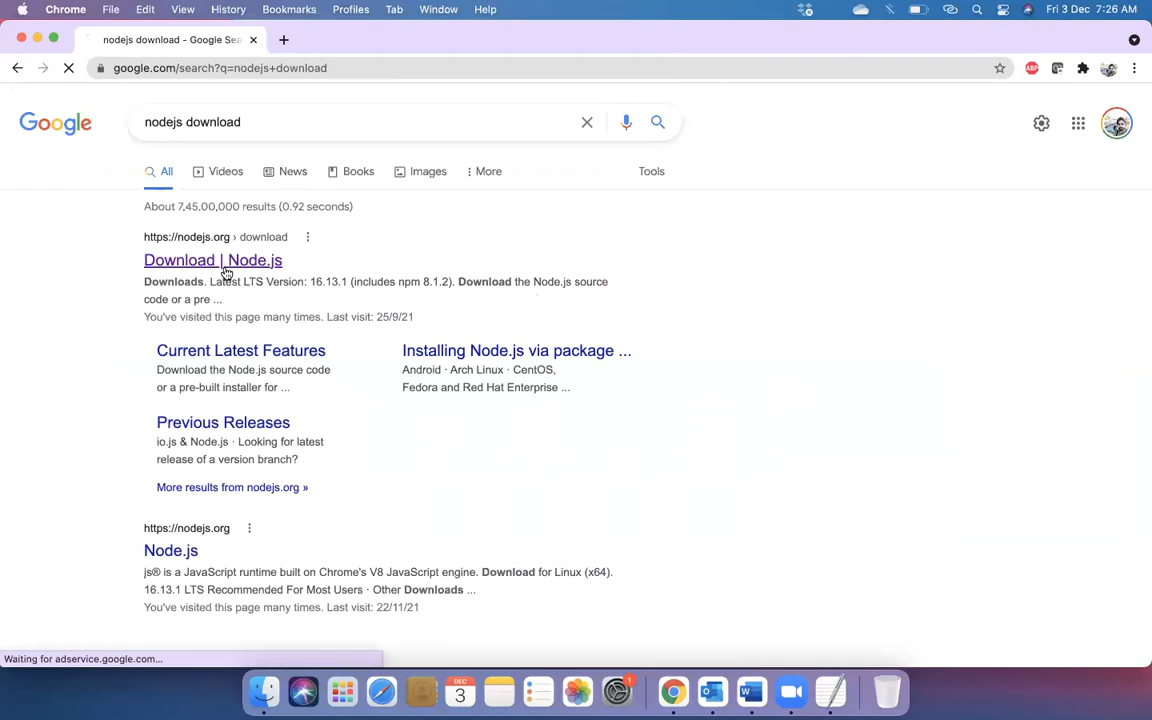 Chrome File Edit View History Bookmarks Profiles Tab Window Help Fri 3 Dec 7:26 AM
nodejs download - Google Sea
google.com/search?q=nodejs+download
Google nodejs download
All Videos News Books Images More Tools
About 7,45,00,000 results (0.92 seconds)
https://nodejs.org › download
Download | Node.js
Downloads. Latest LTS Version: 16.13.1 (includes npm 8.1.2). Download the Node.js source
code or a pre ...
You've visited this page many times. Last visit: 25/9/21
Current Latest Features
Download the Node.js source code
or a pre-built installer for ...
Installing Node.js via package ...
Android · Arch Linux · CentOS,
Fedora and Red Hat Enterprise ...
Previous Releases
io.js & Node.js · Looking for latest
release of a version branch?
More results from nodejs.org »
https://nodejs.org
Node.js
js® is a JavaScript runtime built on Chrome's V8 JavaScript engine. Download for Linux (x64).
16.13.1 LTS Recommended For Most Users · Other Downloads ...
You've visited this page many times. Last visit: 22/11/21
Waiting for adservice.google.com...
DEC
3
1
ABP